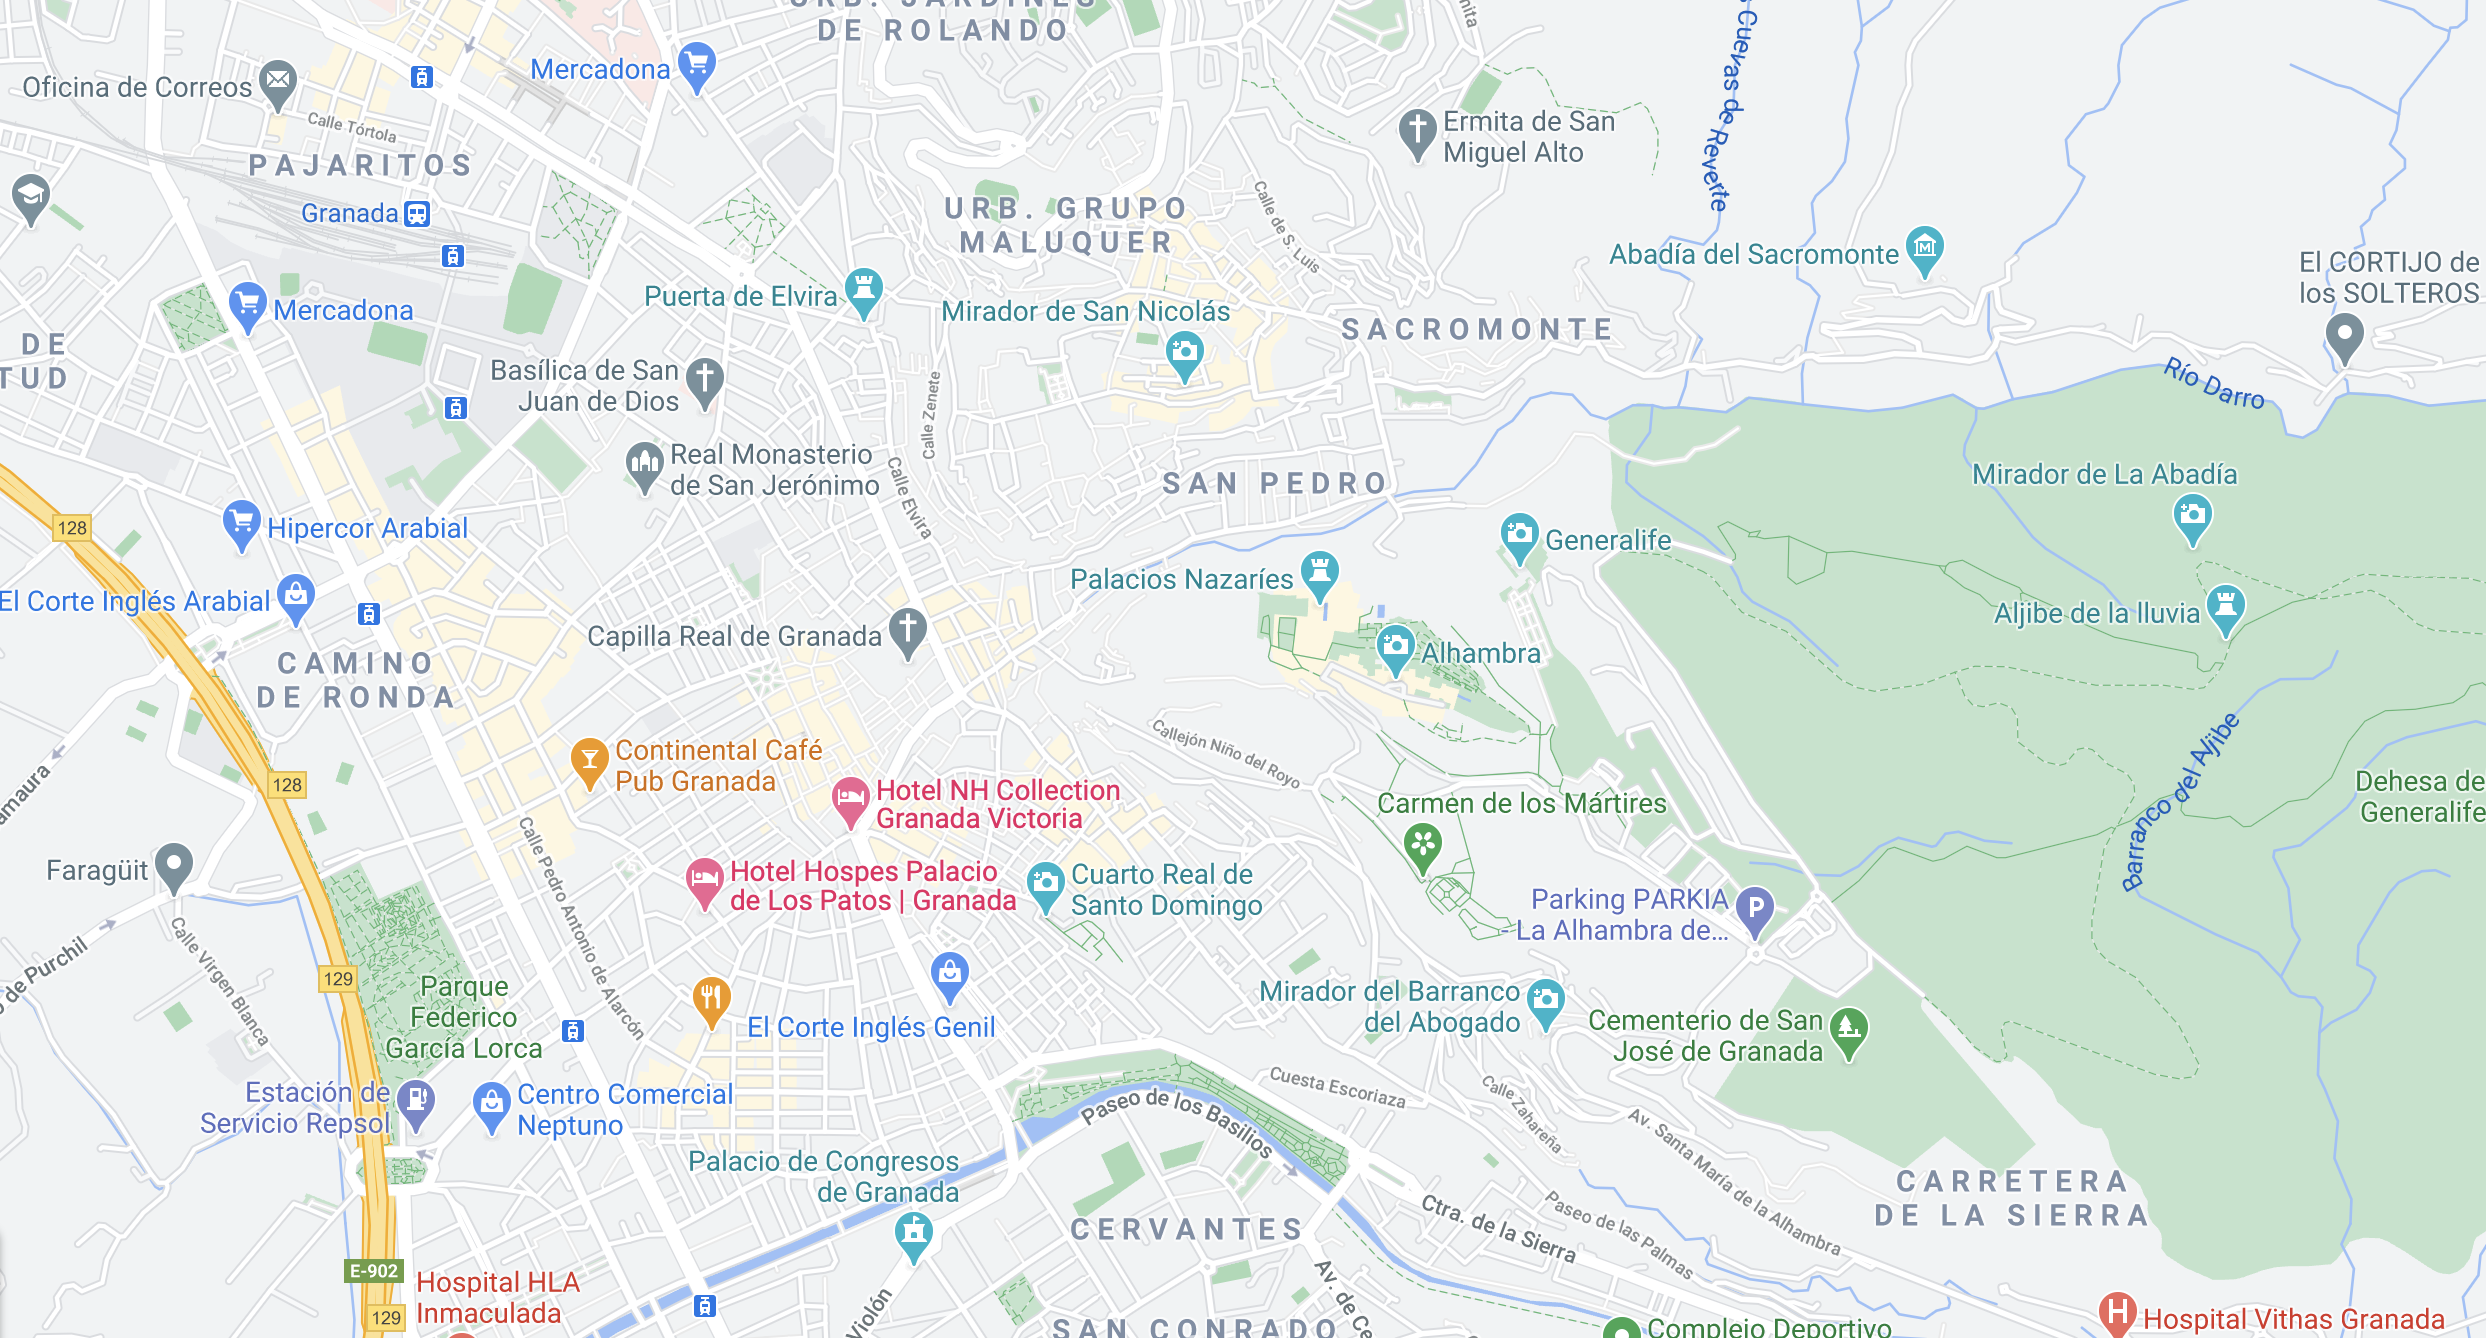 URB. JARDINES
DE ROLANDO
Mercadona
Oficina de Correos
Calle Tórtola
PAJARITOS
Granada
Cuevas de Reverte
Ermita de San
Miguel Alto
URB. GRUPO
MALUQUER
Calle de S. Luis
Abadía del Sacromonte
El CORTIJO de
los SOLTEROS
Puerta de Elvira
Mirador de San Nicolás
Mercadona
SACROMONTE
DE
TUD
Basílica de San
Juan de Dios
Calle Zenete
Río Darro
Real Monasterio
de San Jerónimo
Calle Elvira
SAN PEDRO
Mirador de La Abadía
128
Hipercor Arabial
Generalife
Palacios Nazaríes
El Corte Inglés Arabial
Aljibe de la lluvia
Capilla Real de Granada
Alhambra
CAMINO
DE RONDA
Callejón Niño del Royo
Barranco del Aljibe
Continental Café
Pub Granada
128
amaura
Hotel NH Collection
Granada Victoria
Carmen de los Mártires
Dehesa de
Generalife
Calle Pedro Antonio de Alarcón
Faragüit
Hotel Hospes Palacio
de Los Patos | Granada
Cuarto Real de
Santo Domingo
Parking PARKIA
- La Alhambra de...
P
Calle Virgen Blanca
o de Purchil
129
Parque
Federico
García Lorca
El Corte Inglés Genil
Mirador del Barranco
del Abogado
Cementerio de San
José de Granada
Estación de
Servicio Repsol
Centro Comercial
Neptuno
Cuesta Escoriaza
Paseo de los Basilios
Calle Zahareña
Av. Santa María de la Alhambra
Palacio de Congresos
de Granada
CARRETERA
DE LA SIERRA
CERVANTES
Ctra. de la Sierra
Paseo de las Palmas
E-902
Hospital HLA
Inmaculada
129
Violón
Av. de Ce
SAN CONRADO
Complejo Deportivo
H
Hospital Vithas Granada